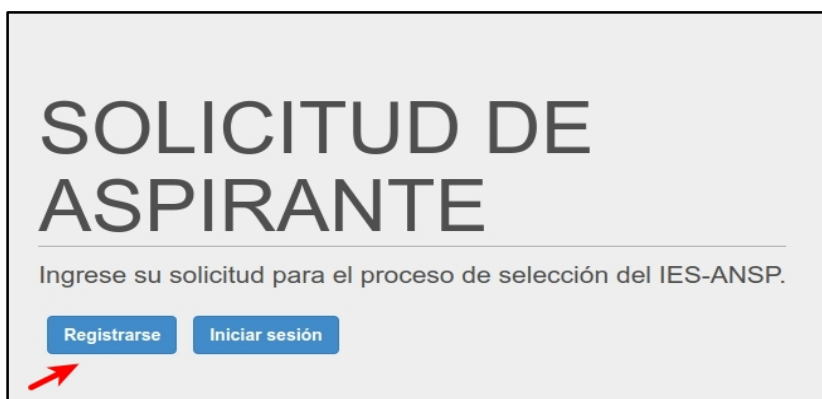 SOLICITUD DE
ASPIRANTE
Ingrese su solicitud para el proceso de selección del IES-ANSP.
Registrarse Iniciar sesión